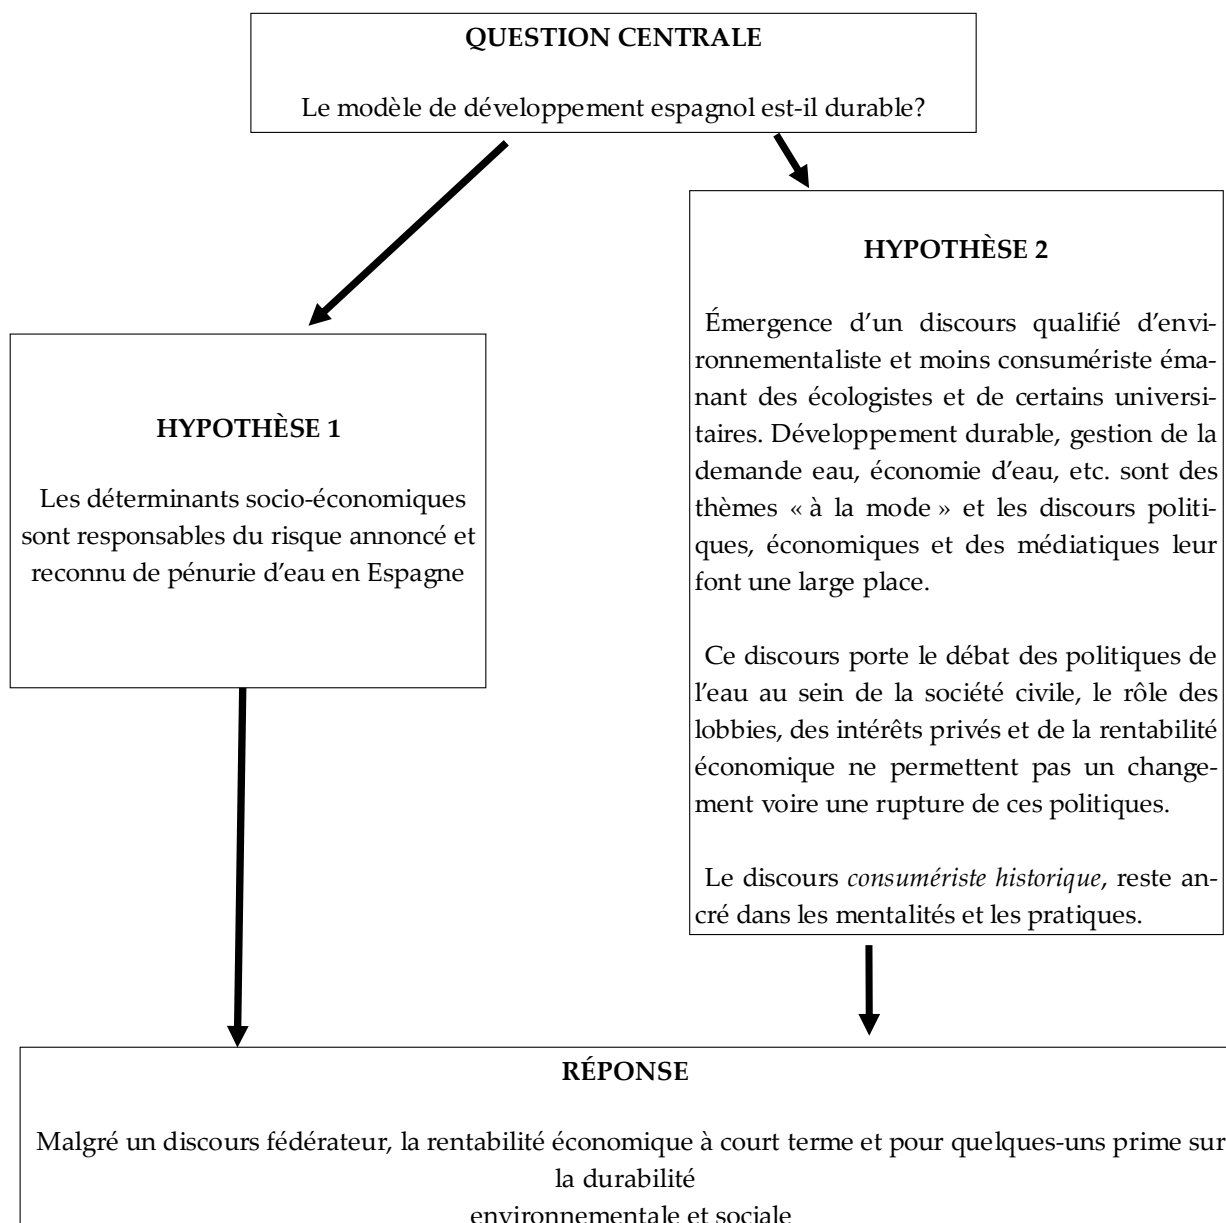 QUESTION CENTRALE
Le modèle de développement espagnol est-il durable?
HYPOTHÈSE 1
Les déterminants socio-économiques
sont responsables du risque annoncé et
reconnu de pénurie d'eau en Espagne
HYPOTHÈSE 2
Émergence d'un discours qualifié d'envi-
ronnementaliste et moins consumériste éma-
nant des écologistes et de certains universi-
taires. Développement durable, gestion de la
demande eau, économie d'eau, etc. sont des
thèmes « à la mode » et les discours politi-
ques, économiques et des médiatiques leur
font une large place.
Ce discours porte le débat des politiques de
l'eau au sein de la société civile, le rôle des
lobbies, des intérêts privés et de la rentabilité
économique ne permettent pas un change-
ment voire une rupture de ces politiques.
Le discours consumériste historique, reste an-
cré dans les mentalités et les pratiques.
RÉPONSE
Malgré un discours fédérateur, la rentabilité économique à court terme et pour quelques-uns prime sur
la durabilité
environnementale et sociale